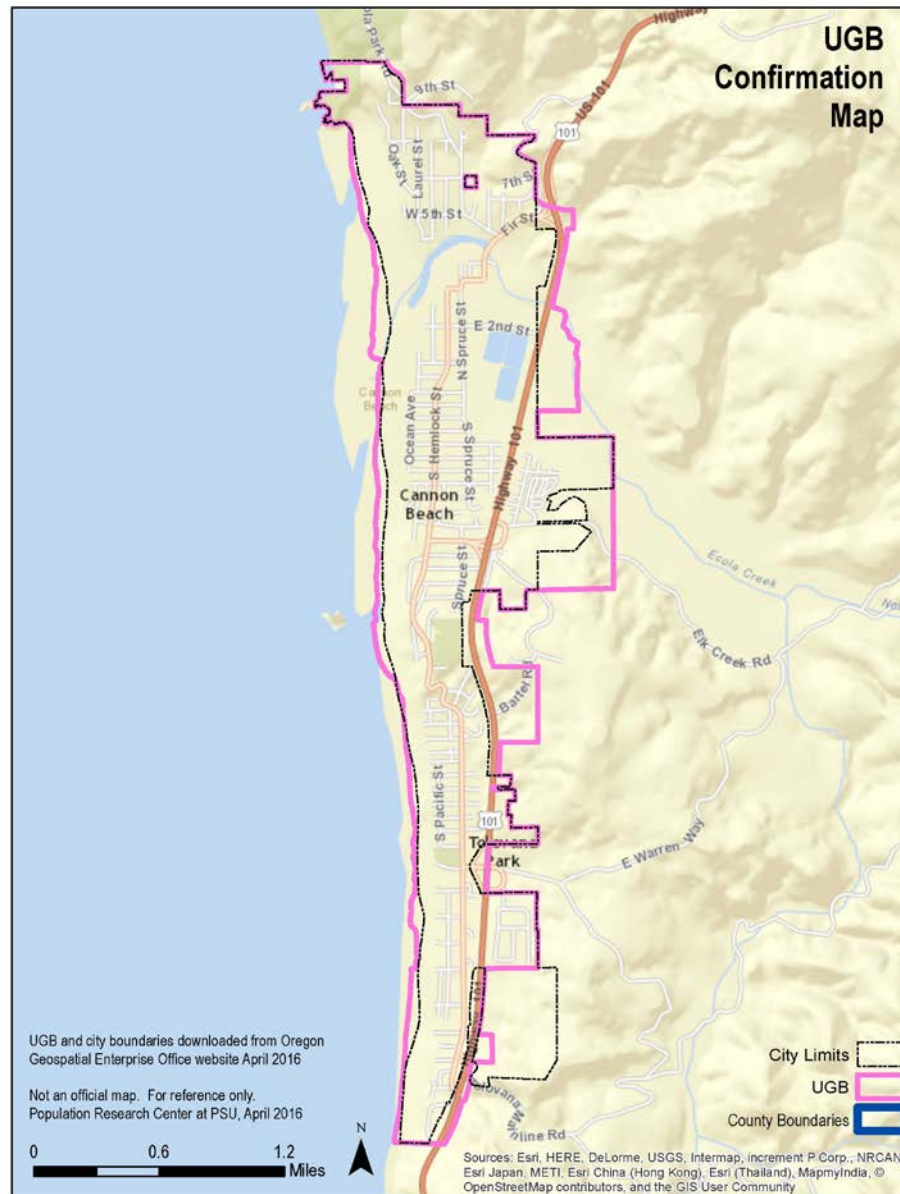 UGB
Confirmation
Map
Highway
US 101
101
9th St
Oak St
Laurel St
7th S
W 5th St
Fir St
E 2nd St
N Spruce St
Cannon
Beach
Ocean Ave
S Hemlock St
S Spruce St
Highway 101
Cannon
Beach
Spruce St
Ecola Creek
Elk Creek Rd
Bartel Rd
S Pacific St
101
Park
E Warren Way
101
line Rd
UGB and city boundaries downloaded from Oregon
Geospatial Enterprise Office website April 2016
Not an official map. For reference only.
Population Research Center at PSU, April 2016
0 0.6 1.2
Miles
N
City Limits
UGB
County Boundaries
Sources: Esri, HERE, DeLorme, USGS, Intermap, increment P Corp., NRCAN,
Esri Japan, METI, Esri China (Hong Kong), Esri (Thailand), MapmyIndia, ©
OpenStreetMap contributors, and the GIS User Community